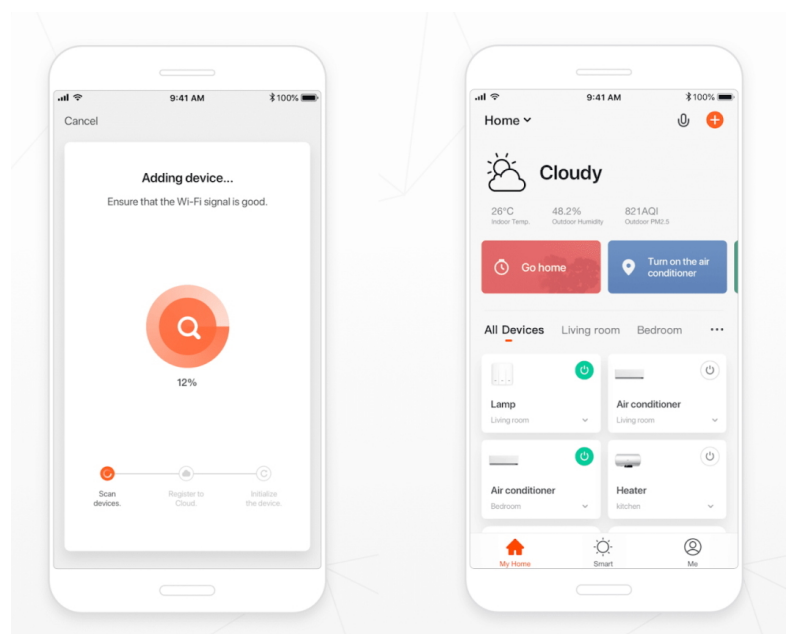 9:41 AM
100%
Cancel
Adding device...
Ensure that the Wi-Fi signal is good.
12%
Scan
devices.
Register to
Cloud.
Initialize
the device.
9:41 AM
100%
Home
Cloudy
26°C
Indoor Temp.
48.2%
Outdoor Humidity
821AQI
Outdoor PM2.5
Go home
Turn on the air
conditioner
All Devices
Living room
Bedroom
Lamp
Living room
Air conditioner
Living room
Air conditioner
Bedroom
Heater
kitchen
My Home
Smart
Me